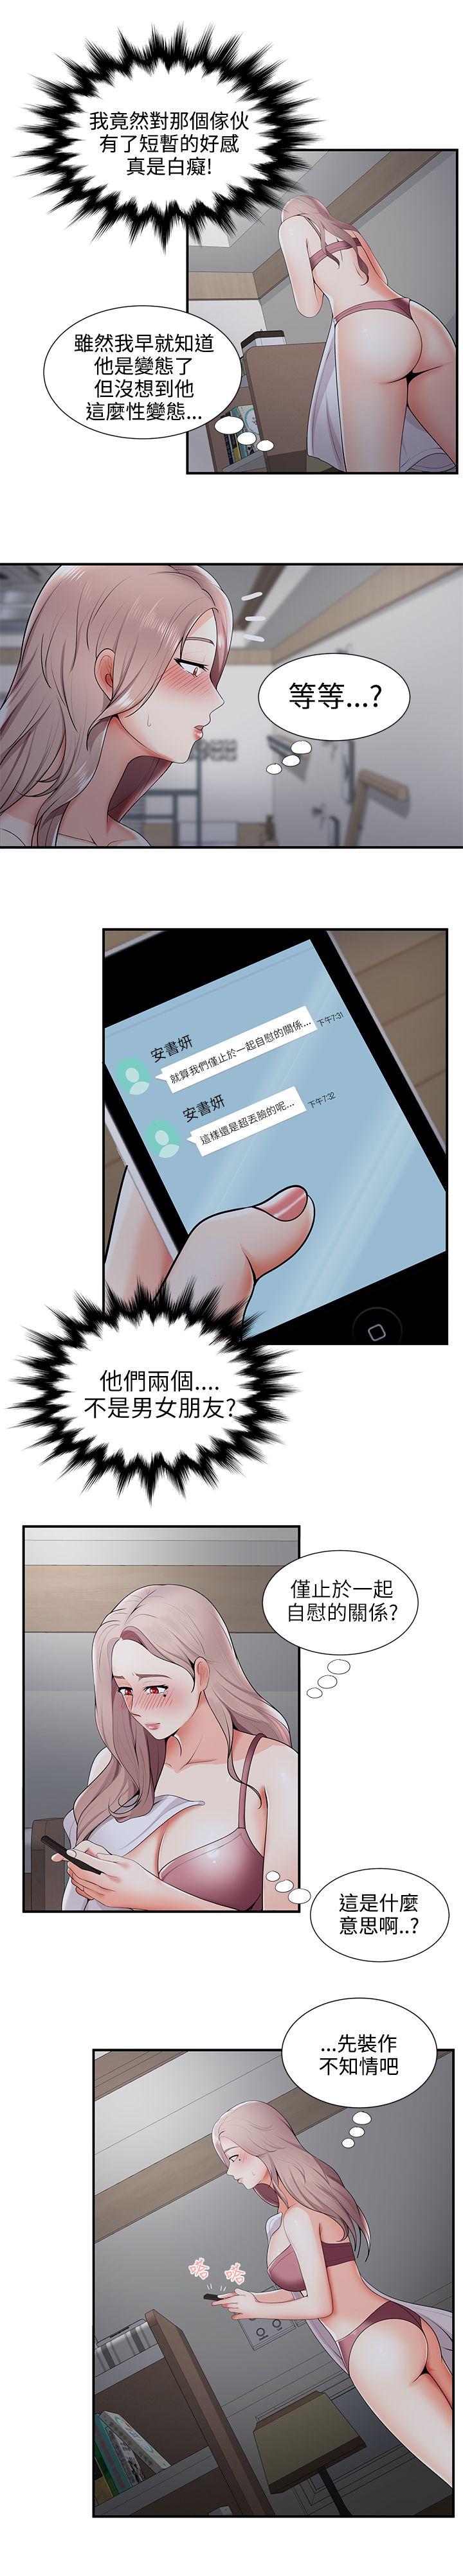 我竟然對那個傢伙
有了短暫的好感
真是白癡!
雖然我早就知道
他是變態了
但沒想到他
這麼性變態...
等等...?
安書妍
就算我們僅止於一起自慰的關係...
下午7:31
安書妍
這樣還是超丟臉的呢...
下午7:32
他們兩個....
不是男女朋友?
僅止於一起
自慰的關係?
這是什麼
意思啊..?
...先裝作
不知情吧
喀
喀